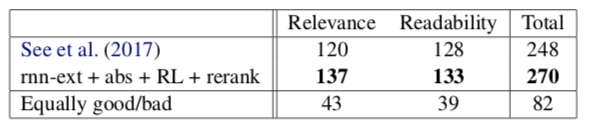 Relevance Readability Total
See et al. (2017) 120 128 248
rnn-ext + abs + RL + rerank 137 133 270
Equally good/bad 43 39 82